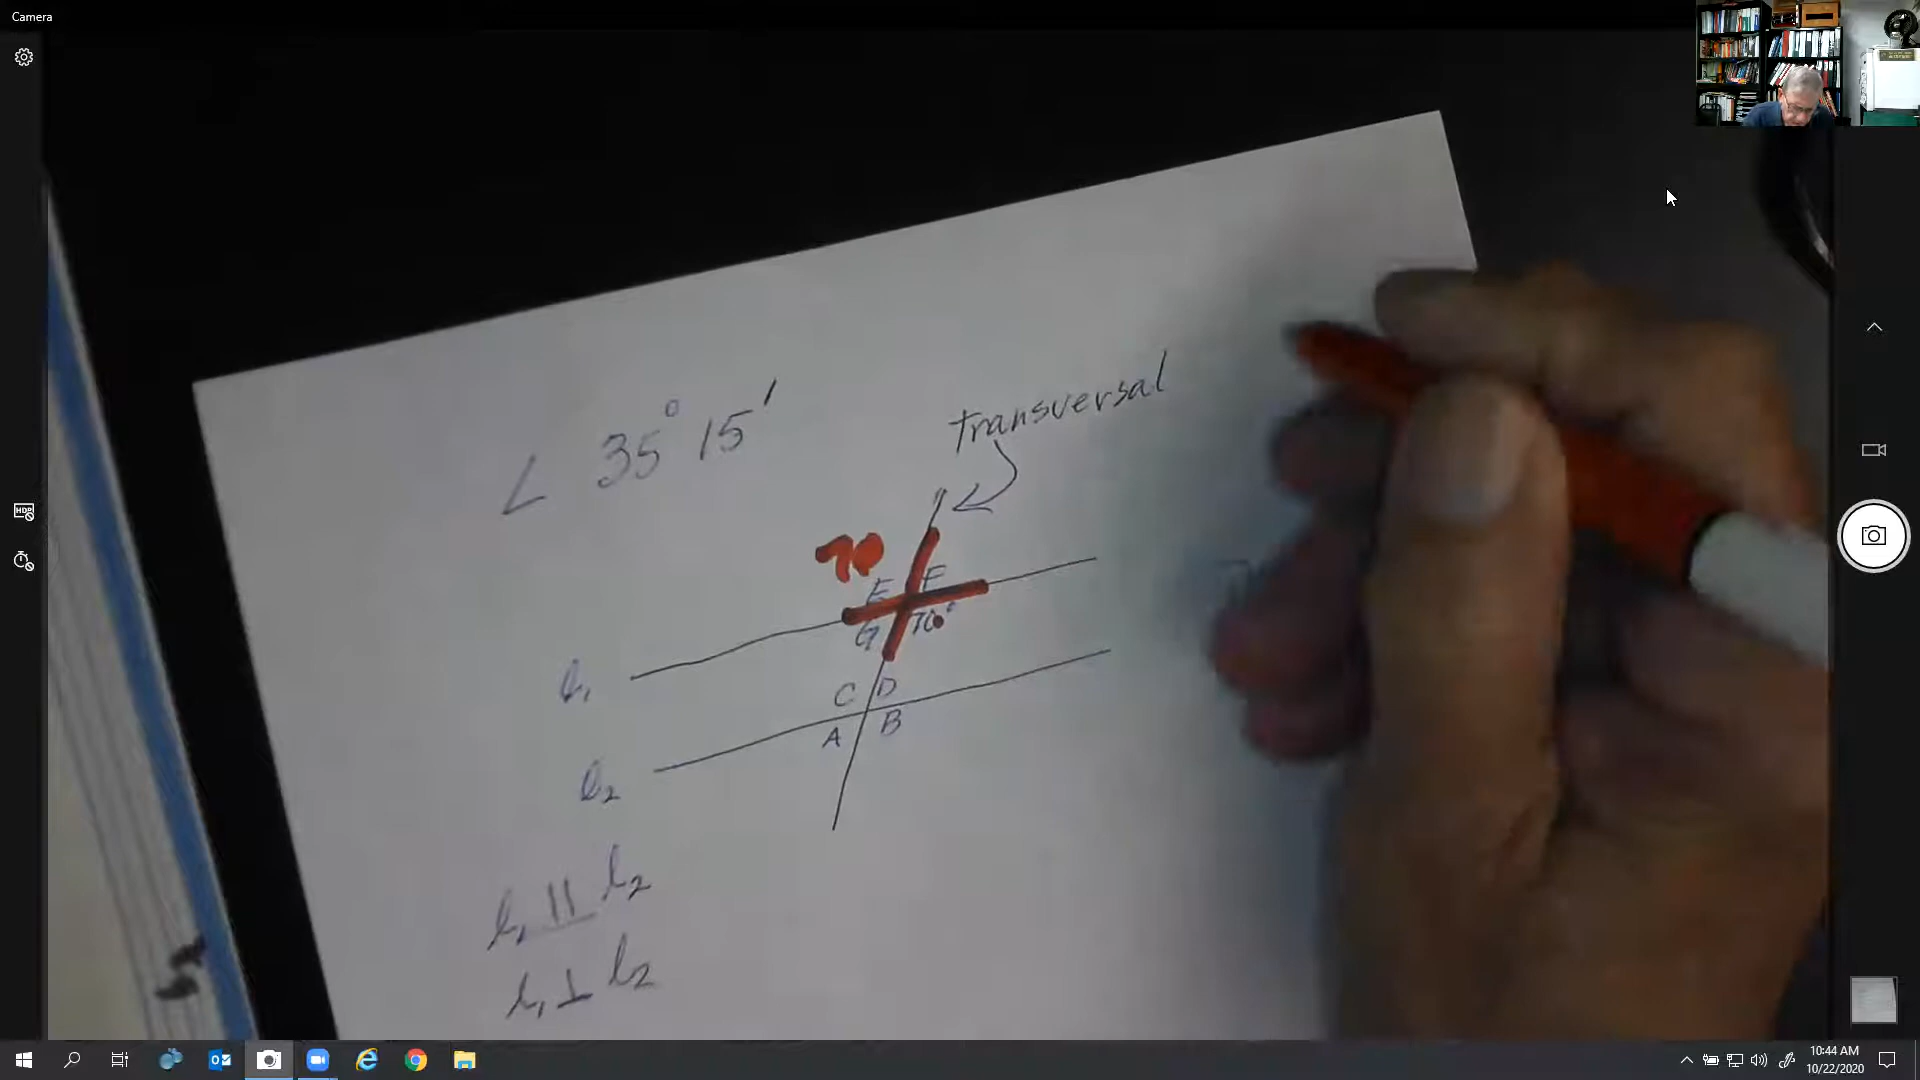 Camera
∠ 35° 15′
transversal
70
E F
G 70°
l₁
C D
A B
l₂
l₁ || l₂
l₁ ⊥ l₂
10:44 AM
10/22/2020